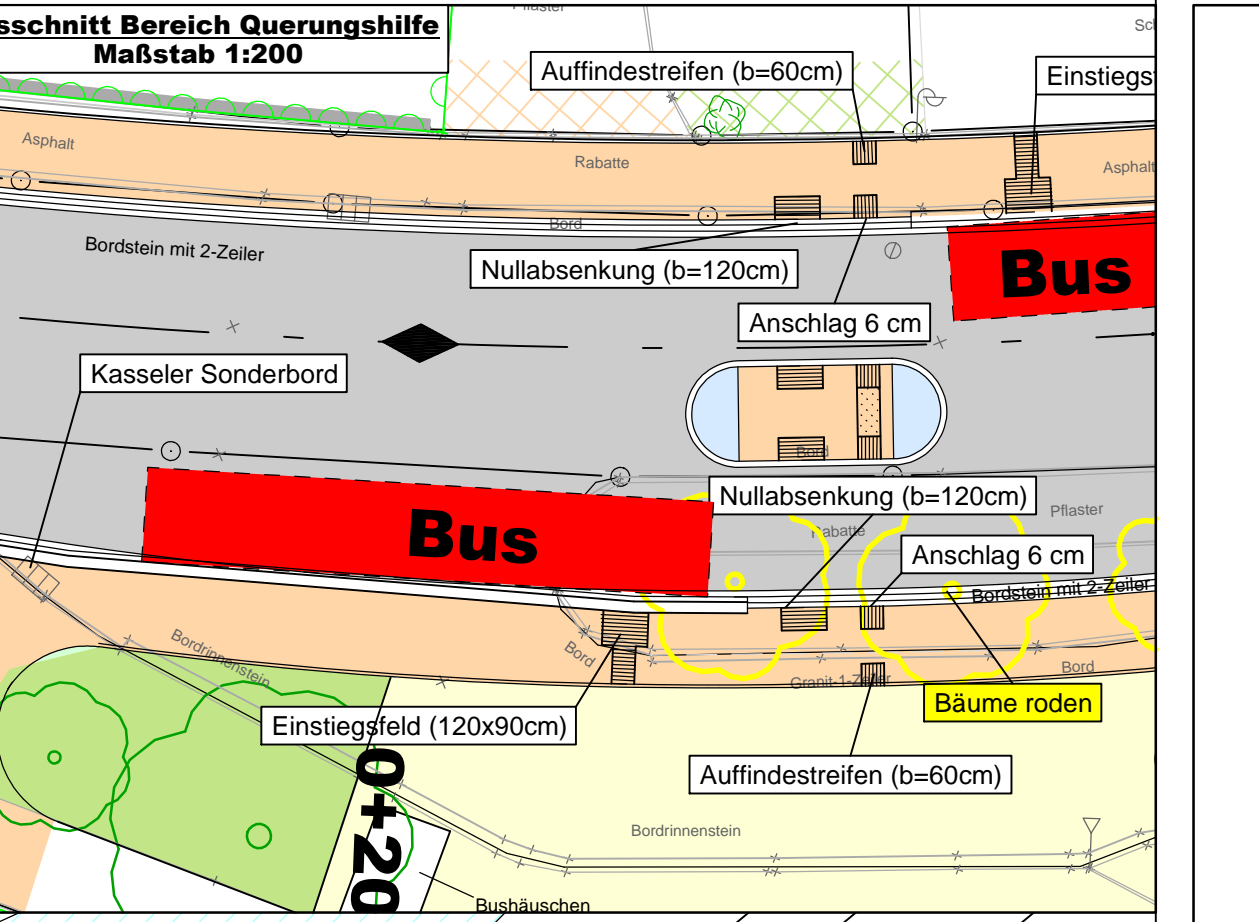 sschnitt Bereich Querungshilfe
Maßstab 1:200
Pflaster
Auffindestreifen (b=60cm)
Asphalt
Rabatte
Asphalt
Bord
Bordstein mit 2-Zeiler
Nullabsenkung (b=120cm)
Bus
Anschlag 6 cm
Kasseler Sonderbord
Bord
Nullabsenkung (b=120cm)
Pflaster
Bus
Rabatte
Anschlag 6 cm
Bordstein mit 2-Zeiler
Bordrinnenstein
Bord
Bord
Granit-1-Zeiler
Bäume roden
Einstiegsfeld (120x90cm)
Auffindestreifen (b=60cm)
0+20
Bordrinnenstein
Bushäuschen